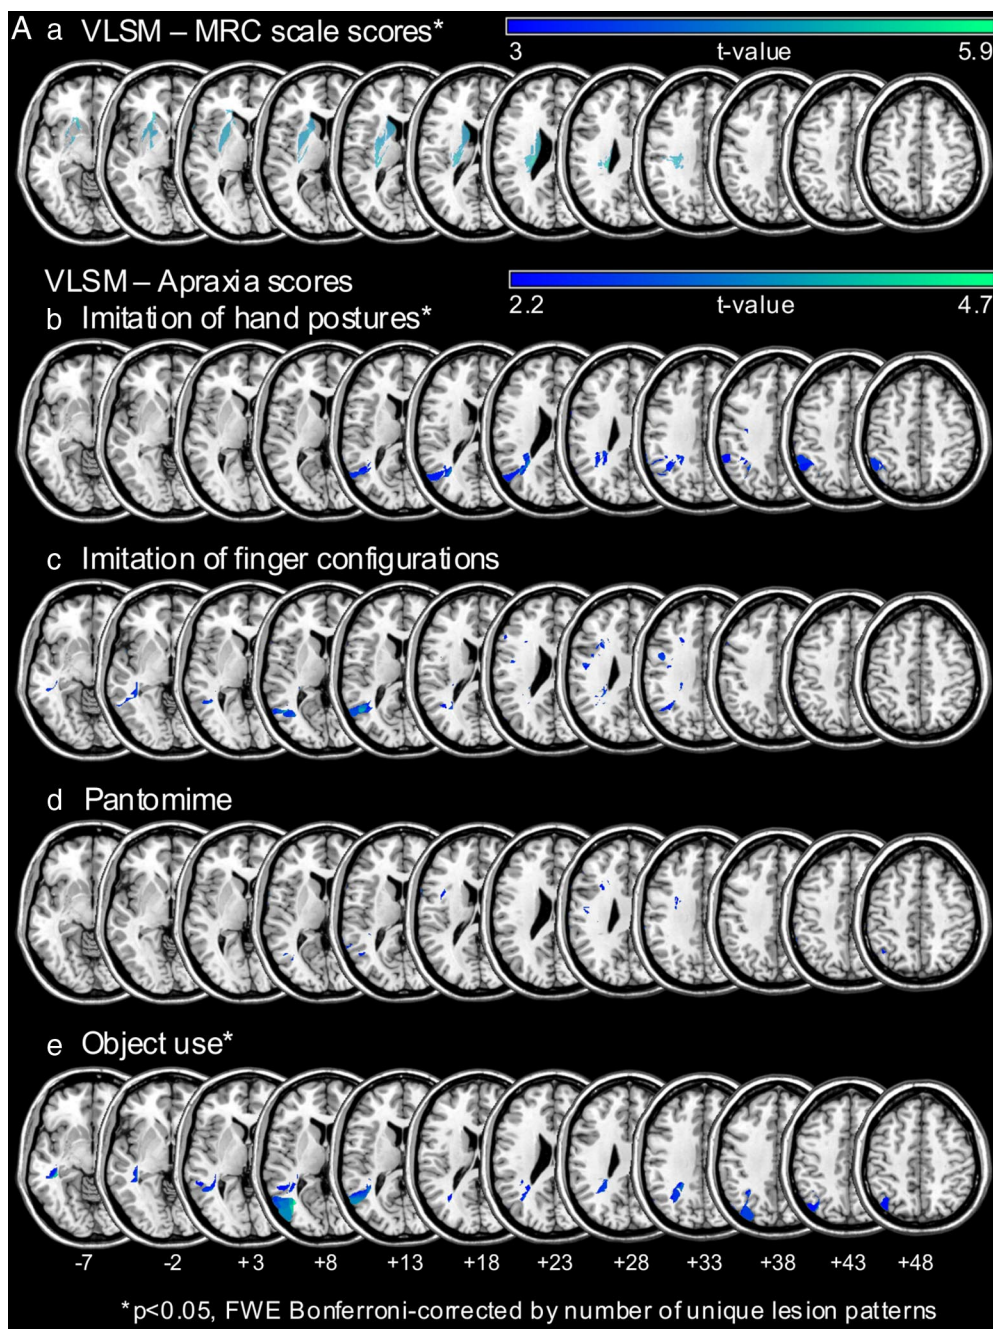 A a VLSM – MRC scale scores*
3 t-value 5.9
VLSM – Apraxia scores
2.2 t-value 4.7
b Imitation of hand postures*
c Imitation of finger configurations
d Pantomime
e Object use*
-7 -2 +3 +8 +13 +18 +23 +28 +33 +38 +43 +48
*p<0.05, FWE Bonferroni-corrected by number of unique lesion patterns